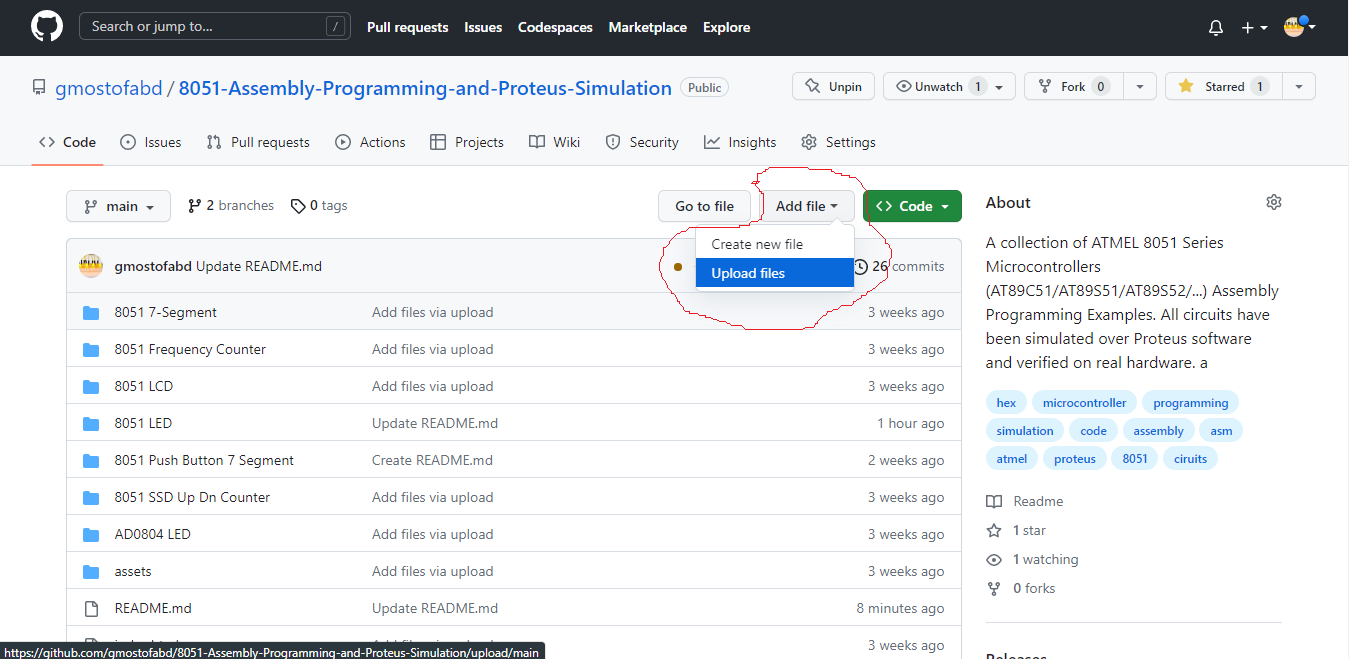 Search or jump to... /
Pull requests Issues Codespaces Marketplace Explore
gmostofabd / 8051-Assembly-Programming-and-Proteus-Simulation Public
Unpin Unwatch 1 Fork 0 Starred 1
Code Issues Pull requests Actions Projects Wiki Security Insights Settings
main 2 branches 0 tags Go to file Add file Code
Create new file
Upload files
gmostofabd Update README.md 26 commits
8051 7-Segment Add files via upload 3 weeks ago
8051 Frequency Counter Add files via upload 3 weeks ago
8051 LCD Add files via upload 3 weeks ago
8051 LED Update README.md 1 hour ago
8051 Push Button 7 Segment Create README.md 2 weeks ago
8051 SSD Up Dn Counter Add files via upload 3 weeks ago
AD0804 LED Add files via upload 3 weeks ago
assets Add files via upload 3 weeks ago
README.md Update README.md 8 minutes ago
Add files via upload 3 weeks ago
https://github.com/gmostofabd/8051-Assembly-Programming-and-Proteus-Simulation/upload/main
About
A collection of ATMEL 8051 Series
Microcontrollers
(AT89C51/AT89S51/AT89S52/...) Assembly
Programming Examples. All circuits have
been simulated over Proteus software
and verified on real hardware. a
hex microcontroller programming
simulation code assembly asm
atmel proteus 8051 ciruits
Readme
1 star
1 watching
0 forks
Releases